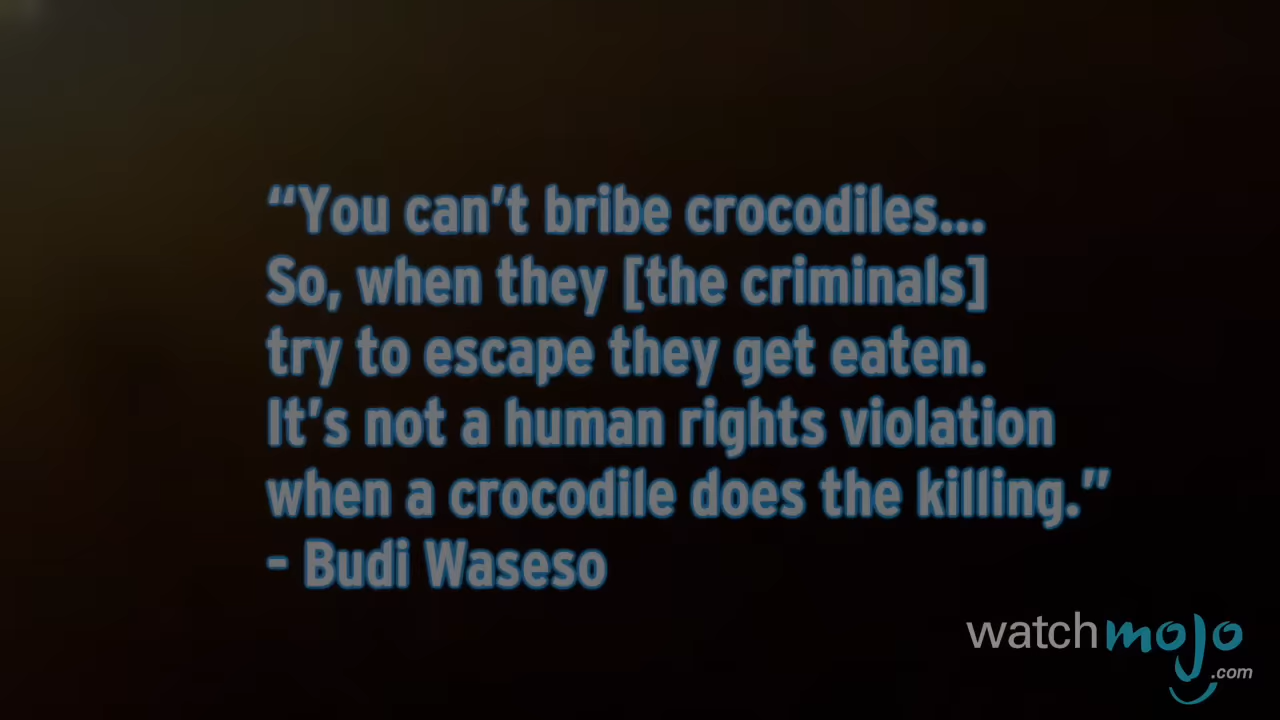 “You can’t bribe crocodiles...
So, when they [the criminals]
try to escape they get eaten.
It’s not a human rights violation
when a crocodile does the killing.”
- Budi Waseso
watchmojo
.com